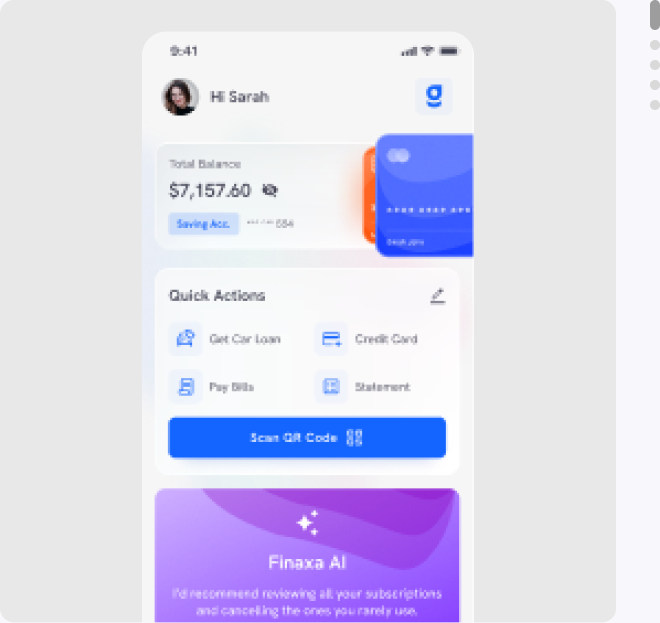 9:41
Hi Sarah
g
Total Balance
$7,157.60
Saving Acc.
Quick Actions
Get Car Loan
Credit Card
Pay Bills
Statement
Scan QR Code
Finaxa AI
I'd recommend reviewing all your subscriptions
and cancelling the ones you rarely use.